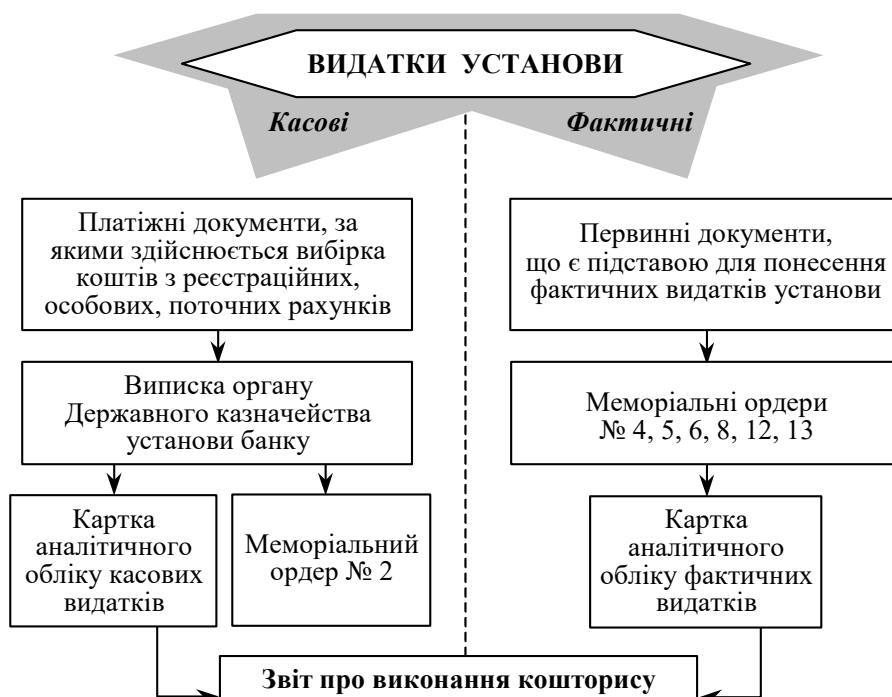 ВИДАТКИ УСТАНОВИ
Касові
Фактичні
Платіжні документи, за
якими здійснюється вибірка
коштів з реєстраційних,
особових, поточних рахунків
Первинні документи,
що є підставою для понесення
фактичних видатків установи
Виписка органу
Державного казначейства
установи банку
Меморіальні ордери
№ 4, 5, 6, 8, 12, 13
Картка
аналітичного
обліку касових
видатків
Меморіальний
ордер № 2
Картка
аналітичного
обліку фактичних
видатків
Звіт про виконання кошторису